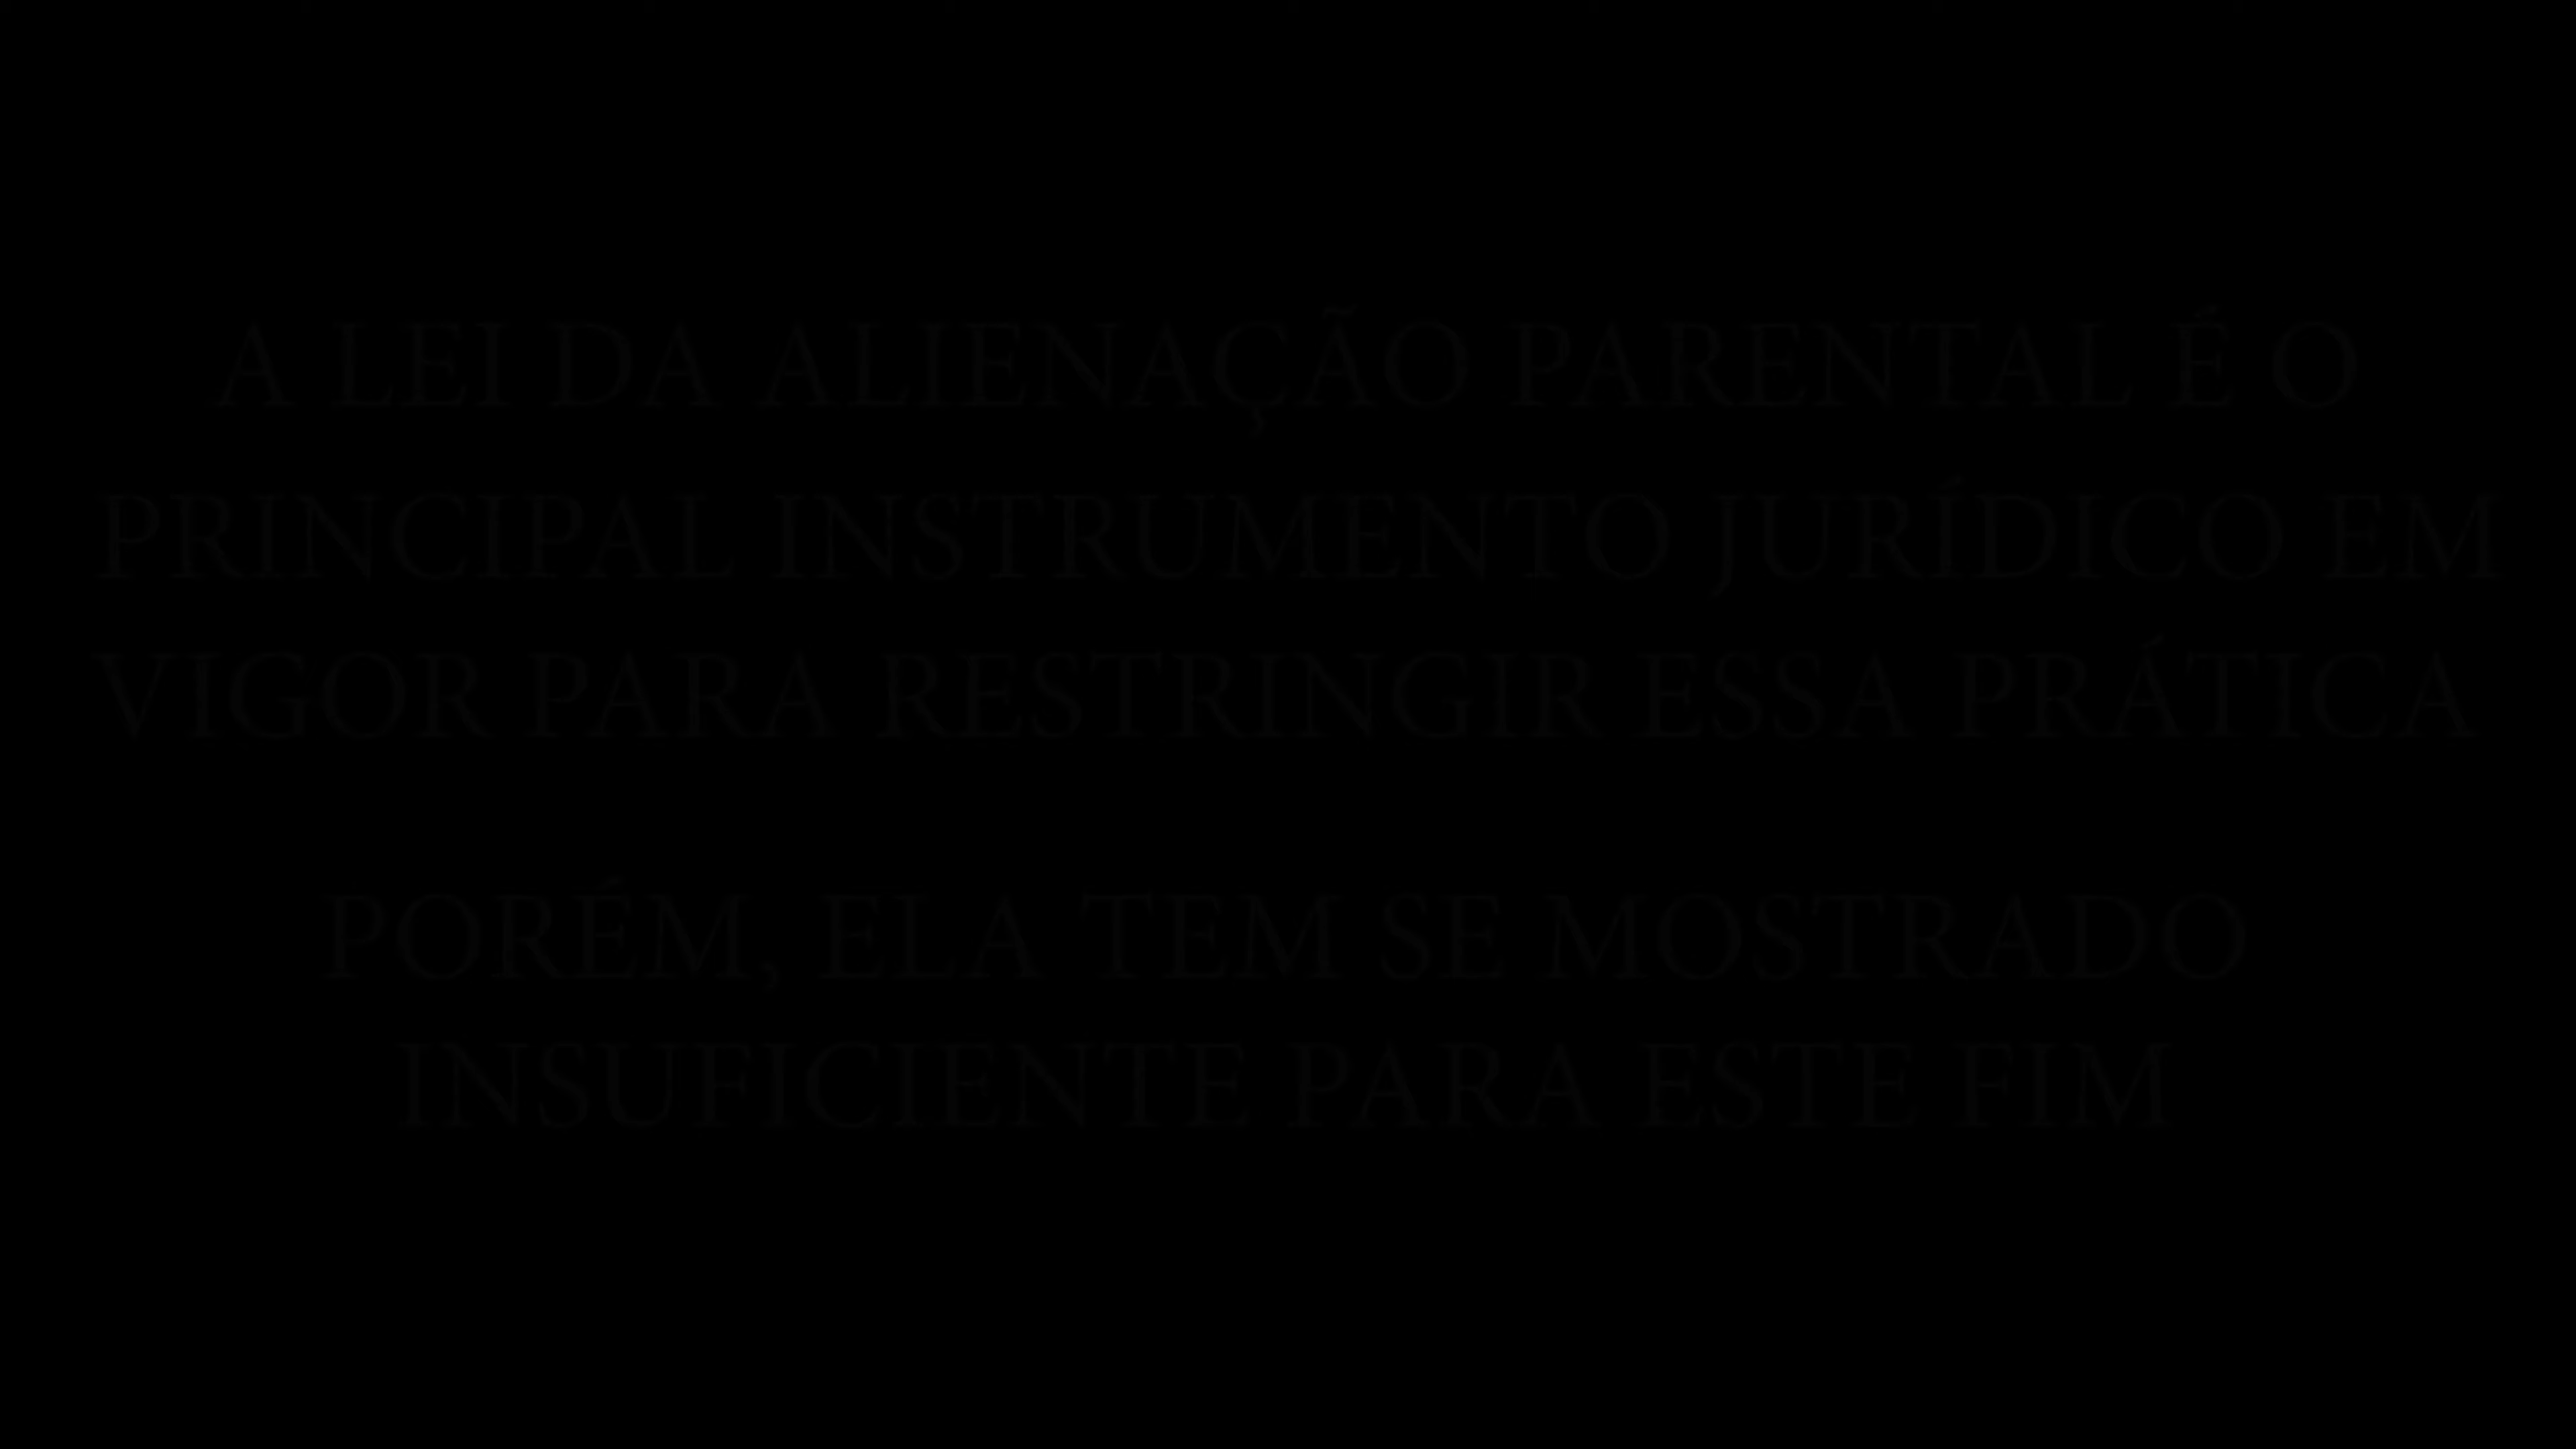 A LEI DA ALIENAÇÃO PARENTAL É O
PRINCIPAL INSTRUMENTO JURÍDICO EM
VIGOR PARA RESTRINGIR ESSA PRÁTICA
PORÉM, ELA TEM SE MOSTRADO
INSUFICIENTE PARA ESTE FIM